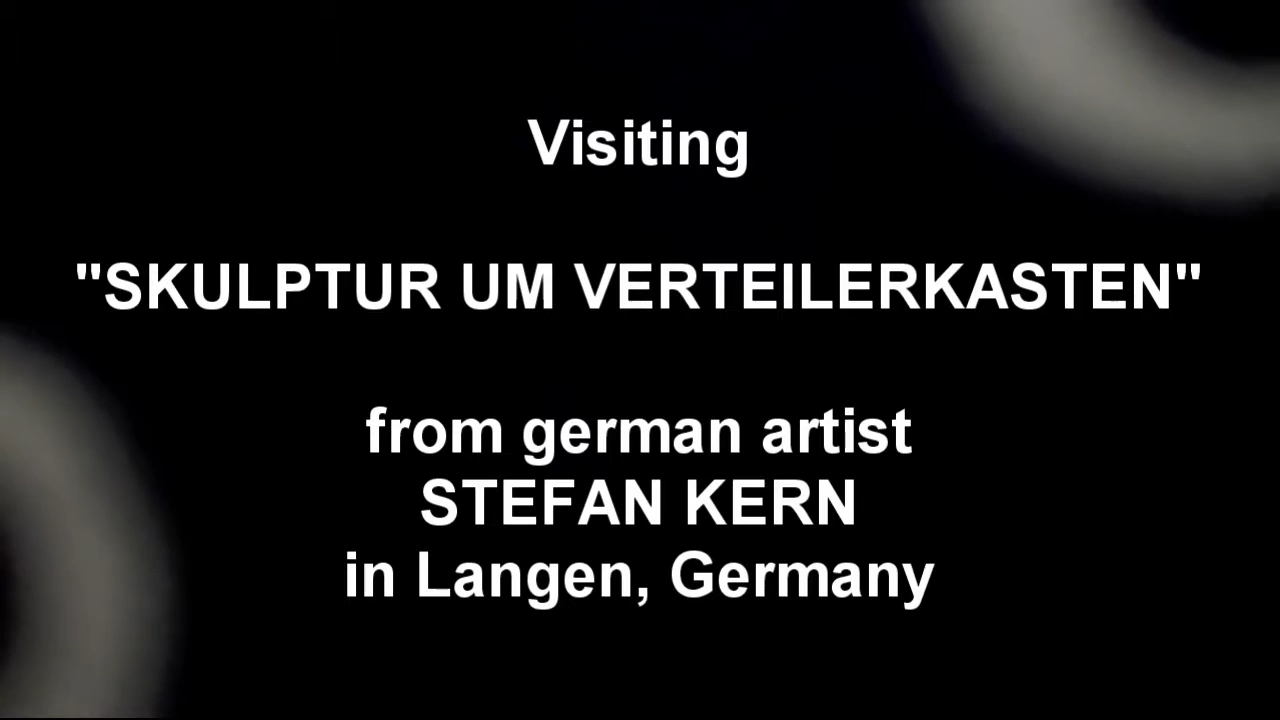 Visiting
"SKULPTUR UM VERTEILERKASTEN"
from german artist
STEFAN KERN
in Langen, Germany